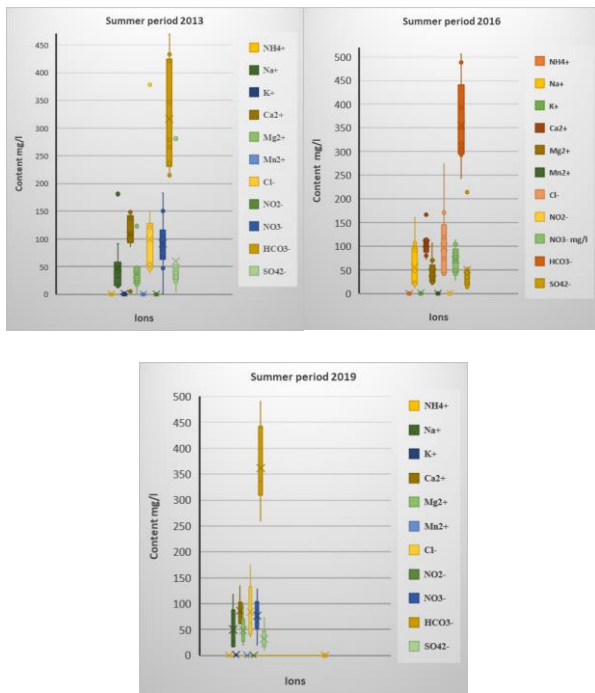 Summer period 2013
450
400
350
300
250
200
150
100
50
0
Content mg/l
Ions
NH4+
Na+
K+
Ca2+
Mg2+
Mn2+
Cl-
NO2-
NO3-
HCO3-
SO42-
Summer period 2016
500
450
400
350
300
250
200
150
100
50
0
Content mg/l
Ions
NH4+
Na+
K+
Ca2+
Mg2+
Mn2+
Cl-
NO2-
NO3- mg/l
HCO3-
SO42-
Summer period 2019
500
450
400
350
300
250
200
150
100
50
0
Content mg/l
Ions
NH4+
Na+
K+
Ca2+
Mg2+
Mn2+
Cl-
NO2-
NO3-
HCO3-
SO42-